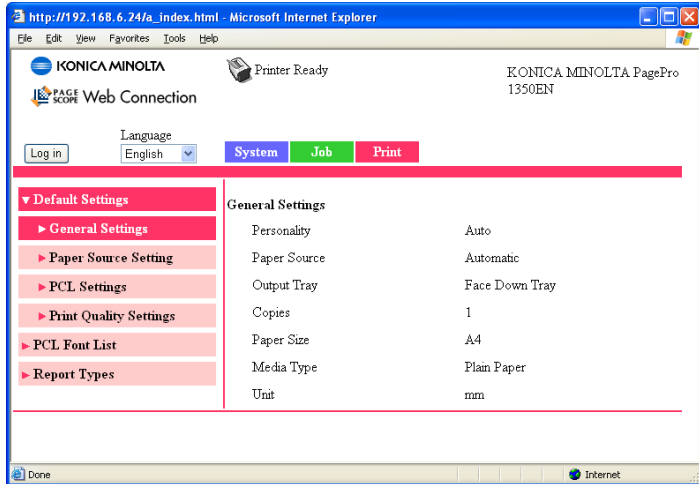 http://192.168.6.24/a_index.html - Microsoft Internet Explorer
File Edit View Favorites Tools Help
KONICA MINOLTA
Printer Ready
KONICA MINOLTA PagePro
1350EN
PAGE SCOPE Web Connection
Language
Log in English System Job Print
Default Settings
General Settings
General Settings
Personality Auto
Paper Source Setting
Paper Source Automatic
PCL Settings
Output Tray Face Down Tray
Print Quality Settings
Copies 1
PCL Font List
Paper Size A4
Report Types
Media Type Plain Paper
Unit mm
Done Internet